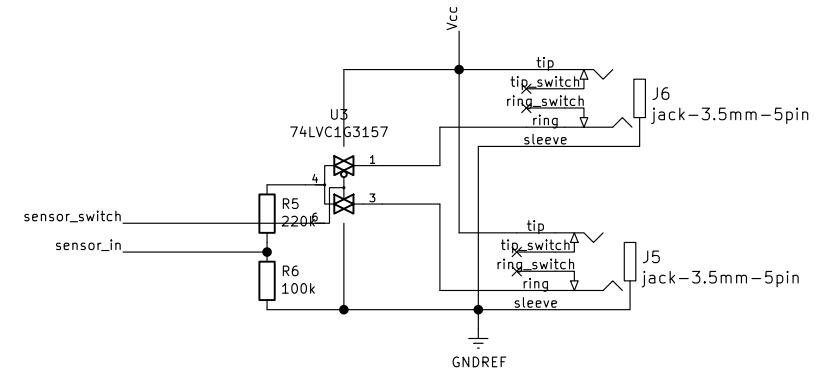 Vcc
tip
tip_switch
ring_switch
ring
sleeve
J6
jack-3.5mm-5pin
U3
74LVC1G3157
1
4
3
6
R5
220k
sensor_switch
sensor_in
R6
100k
tip
tip_switch
ring_switch
ring
sleeve
J5
jack-3.5mm-5pin
GNDREF